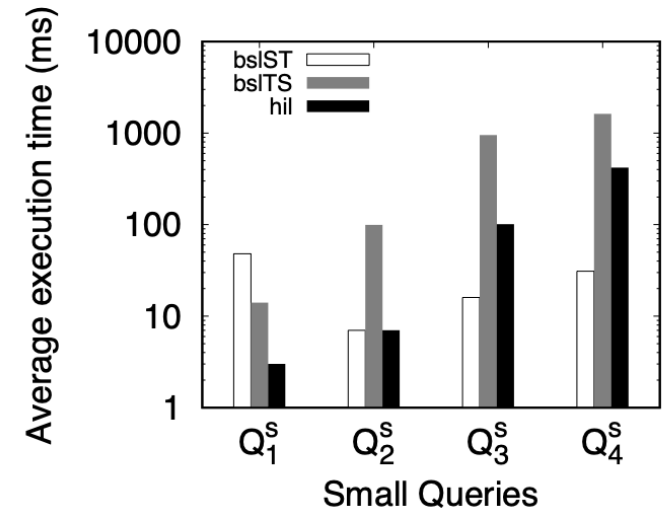 Average execution time (ms)
10000
1000
100
10
1
bslST
bslTS
hil
Q₁ˢ
Q₂ˢ
Q₃ˢ
Q₄ˢ
Small Queries